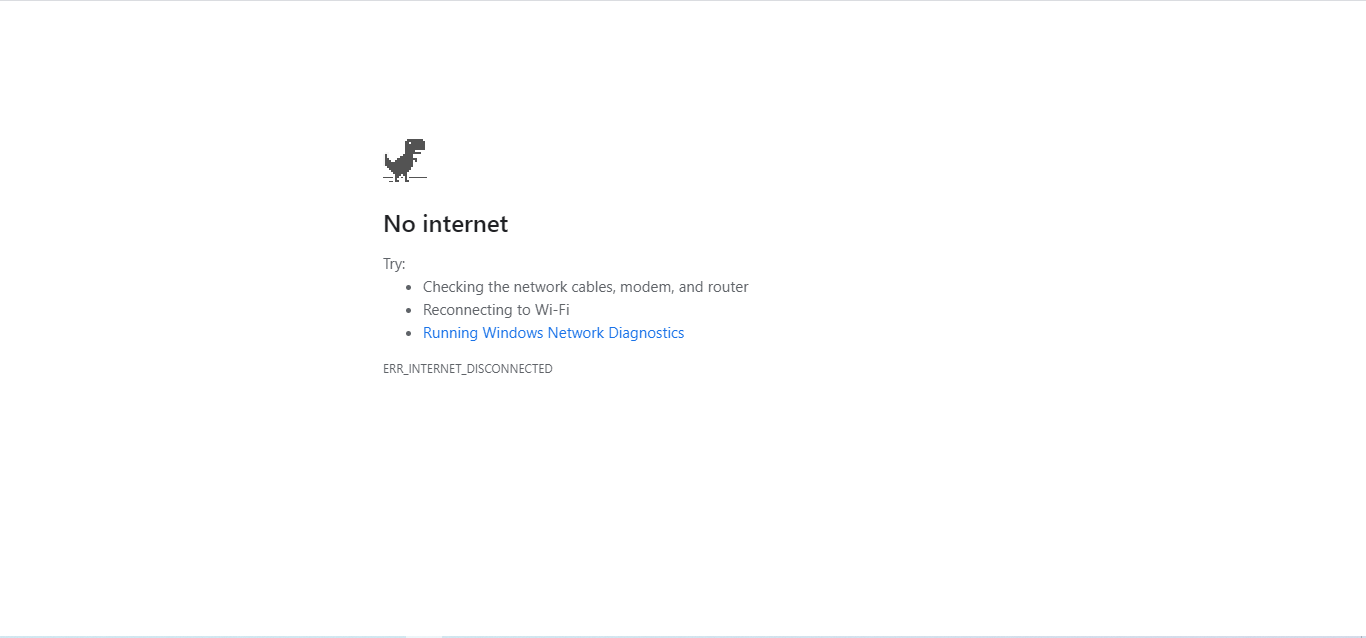 No internet
Try:
Checking the network cables, modem, and router
Reconnecting to Wi-Fi
Running Windows Network Diagnostics
ERR_INTERNET_DISCONNECTED